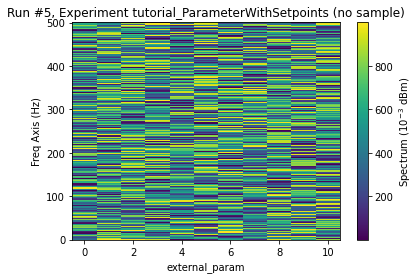 Run #5, Experiment tutorial_ParameterWithSetpoints (no sample)
500
400
300
200
100
0
Freq Axis (Hz)
0 2 4 6 8 10
external_param
800
600
400
200
Spectrum (10⁻³ dBm)